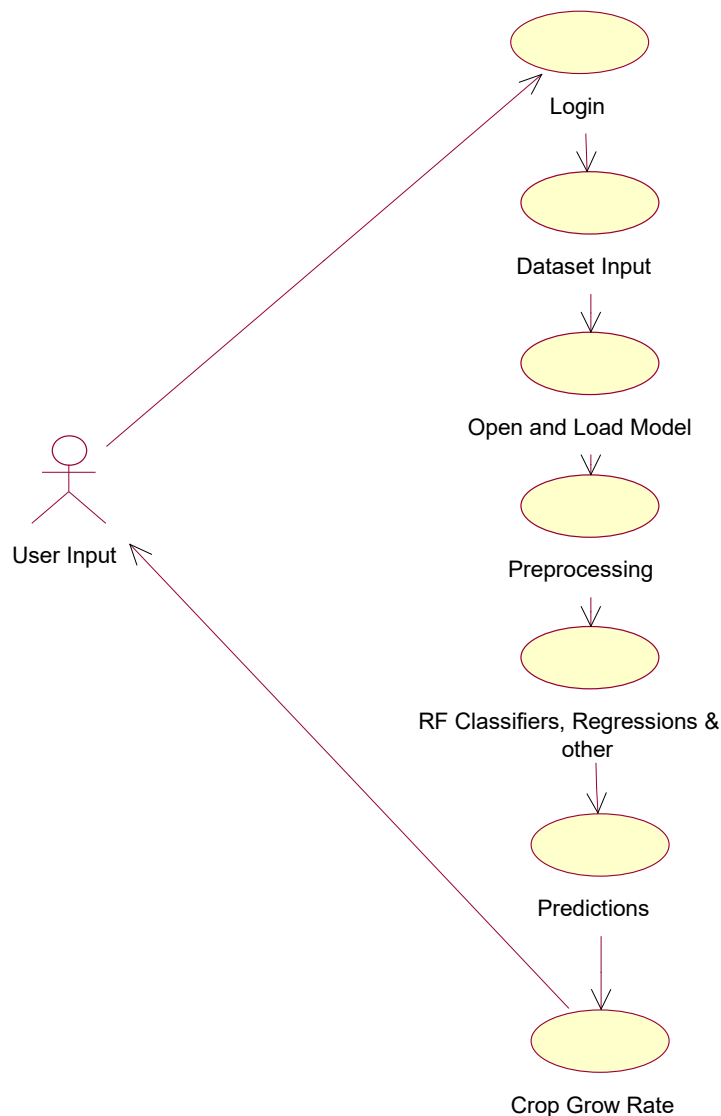 Login
Dataset Input
Open and Load Model
User Input
Preprocessing
RF Classifiers, Regressions &
other
Predictions
Crop Grow Rate